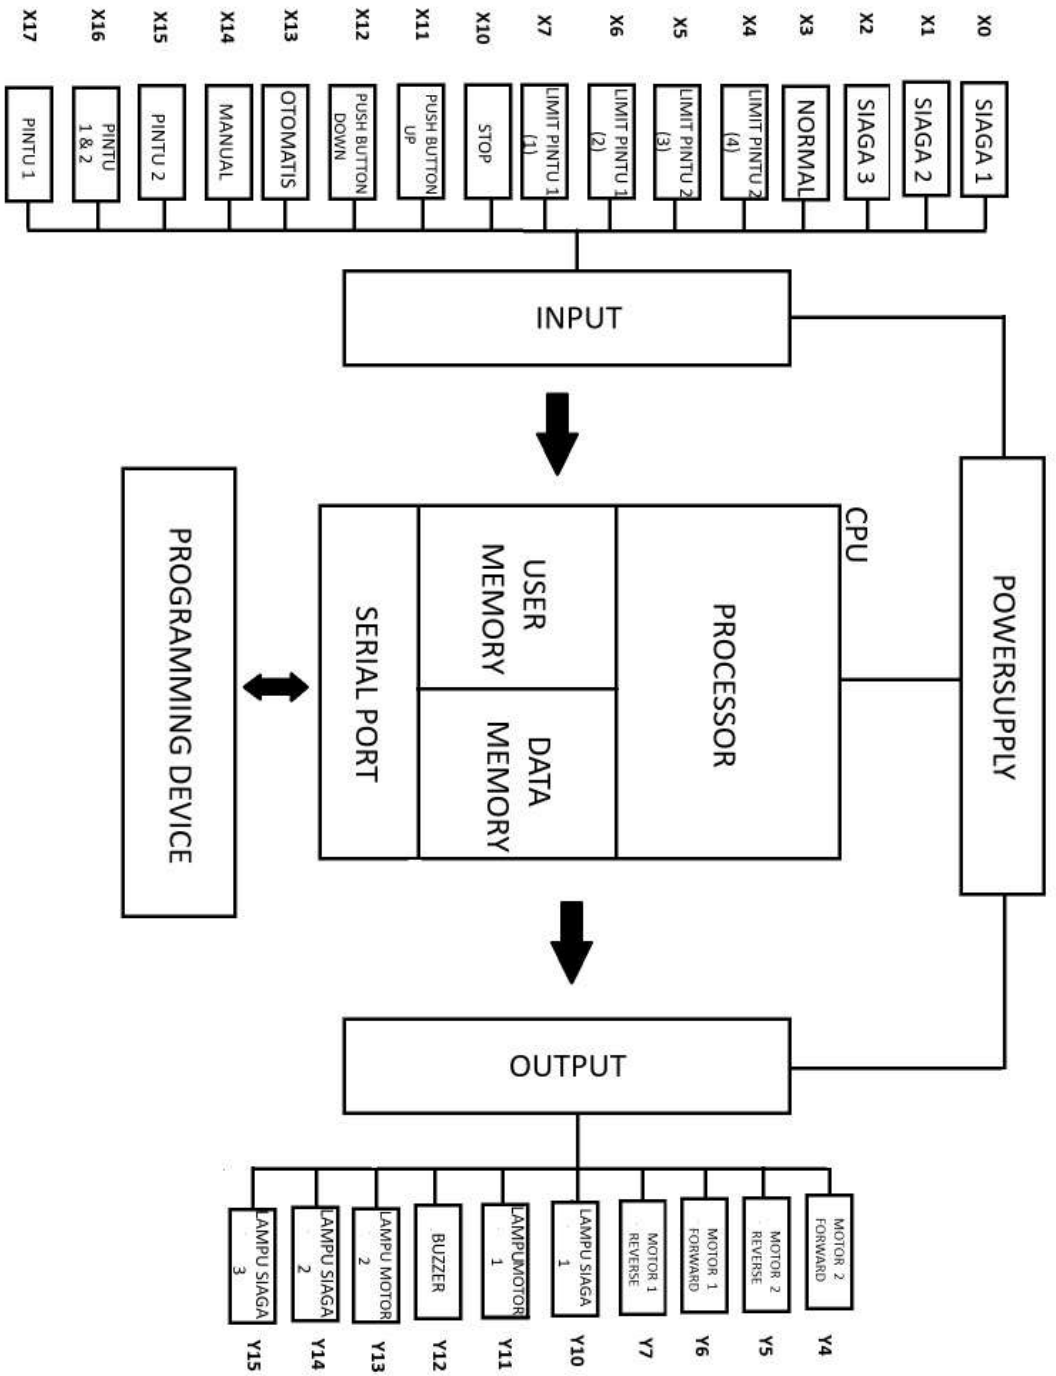 X0
SIAGA 1
X1
SIAGA 2
X2
SIAGA 3
X3
NORMAL
X4
LIMIT PINTU 2
(4)
X5
LIMIT PINTU 2
(3)
X6
LIMIT PINTU 1
(2)
X7
LIMIT PINTU 1
(1)
X10
STOP
X11
PUSH BUTTON
UP
X12
PUSH BUTTON
DOWN
X13
OTOMATIS
X14
MANUAL
X15
PINTU 2
X16
PINTU
1 & 2
X17
PINTU 1
INPUT
POWERSUPPLY
CPU
PROCESSOR
USER
MEMORY
DATA
MEMORY
SERIAL PORT
PROGRAMMING DEVICE
OUTPUT
MOTOR 2
FORWARD
Y4
MOTOR 2
REVERSE
Y5
MOTOR 1
FORWARD
Y6
MOTOR 1
REVERSE
Y7
LAMPU SIAGA
1
Y10
LAMPUMOTOR
1
Y11
BUZZER
Y12
LAMPU MOTOR
2
Y13
LAMPU SIAGA
2
Y14
LAMPU SIAGA
3
Y15